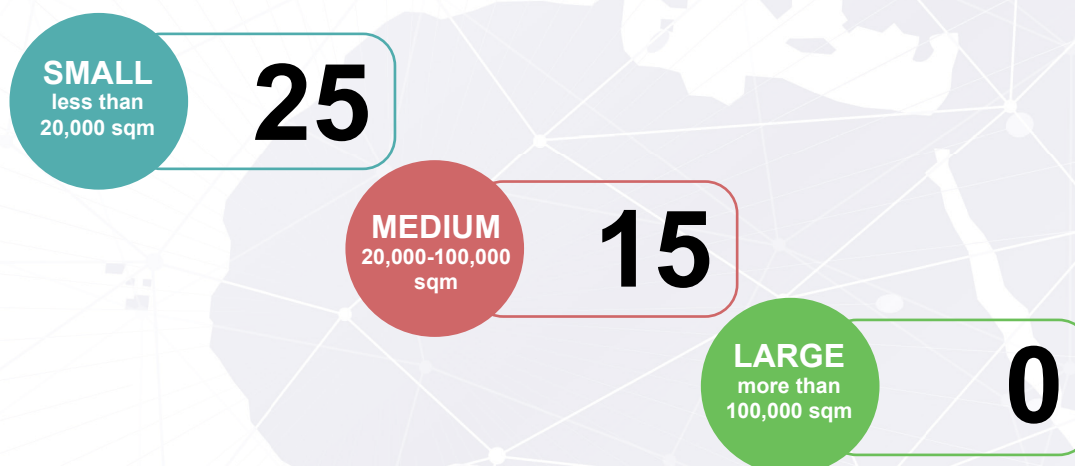 SMALL
less than
20,000 sqm
25
MEDIUM
20,000-100,000
sqm
15
LARGE
more than
100,000 sqm
0